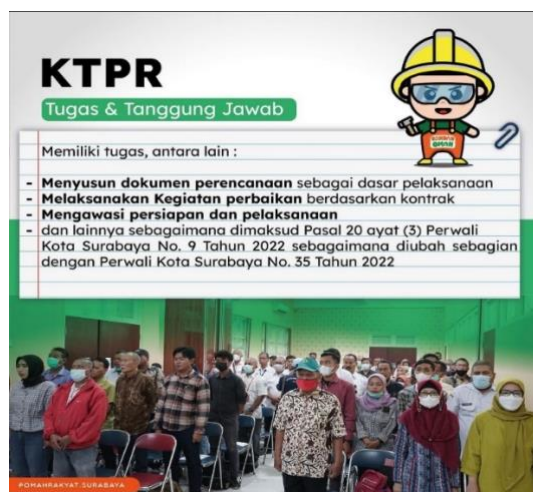 KTPR
Tugas & Tanggung Jawab
Memiliki tugas, antara lain :
- Menyusun dokumen perencanaan sebagai dasar pelaksanaan
- Melaksanakan Kegiatan perbaikan berdasarkan kontrak
- Mengawasi persiapan dan pelaksanaan
- dan lainnya sebagaimana dimaksud Pasal 20 ayat (3) Perwali
Kota Surabaya No. 9 Tahun 2022 sebagaimana diubah sebagian
dengan Perwali Kota Surabaya No. 35 Tahun 2022
POMAHRAKYAT.SURABAYA